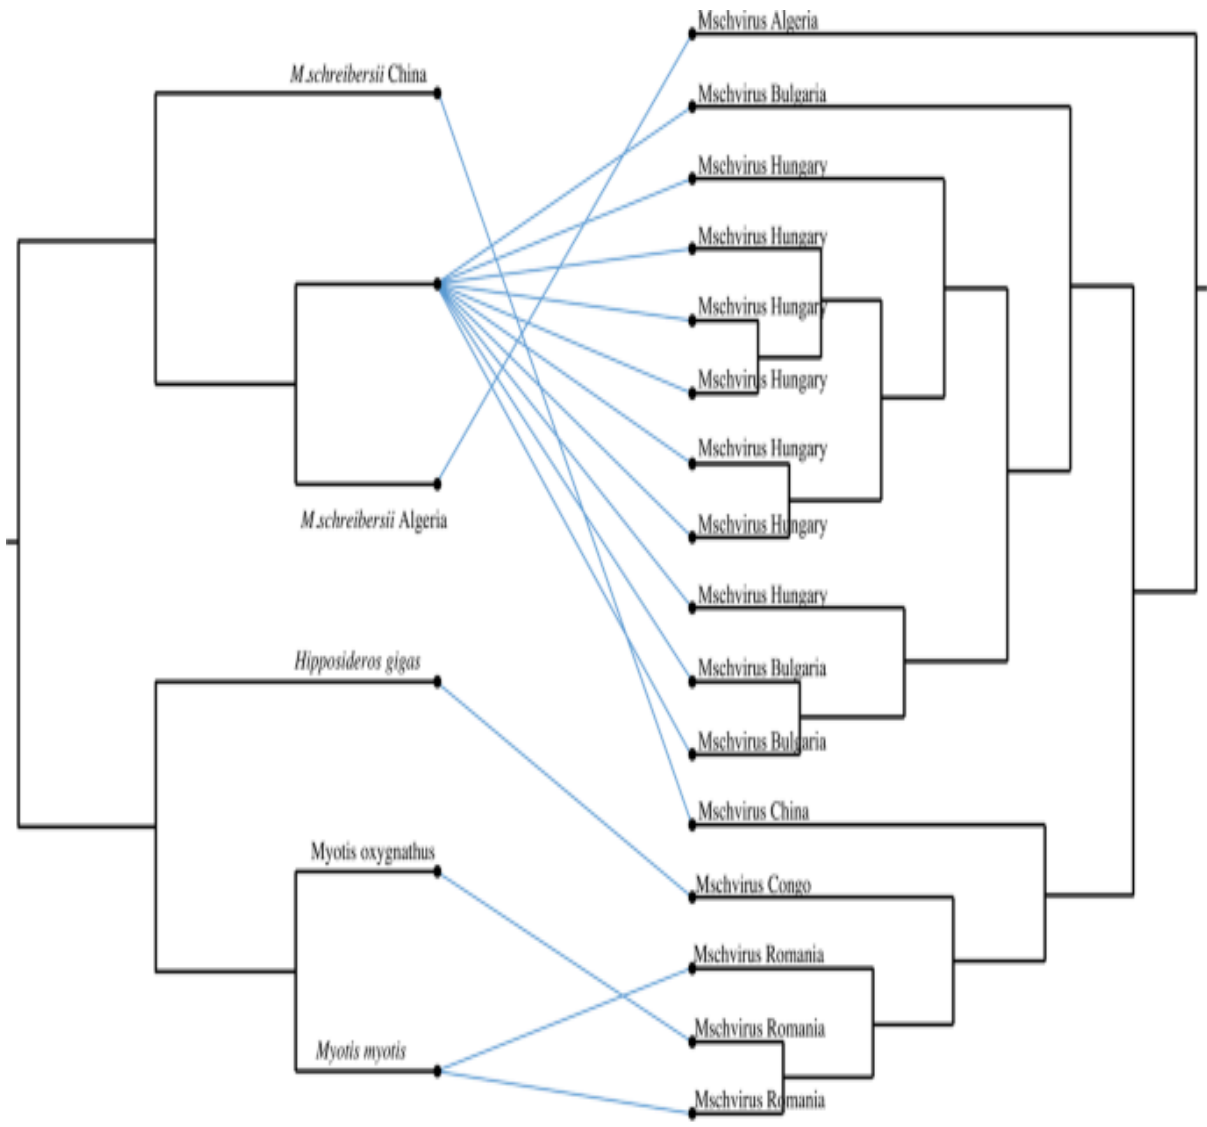 M.schreibersii China
M.schreibersii Algeria
Hipposideros gigas
Myotis oxygnathus
Myotis myotis
Mschvirus Algeria
Mschvirus Bulgaria
Mschvirus Hungary
Mschvirus Hungary
Mschvirus Hungary
Mschvirus Hungary
Mschvirus Hungary
Mschvirus Hungary
Mschvirus Hungary
Mschvirus Bulgaria
Mschvirus Bulgaria
Mschvirus China
Mschvirus Congo
Mschvirus Romania
Mschvirus Romania
Mschvirus Romania